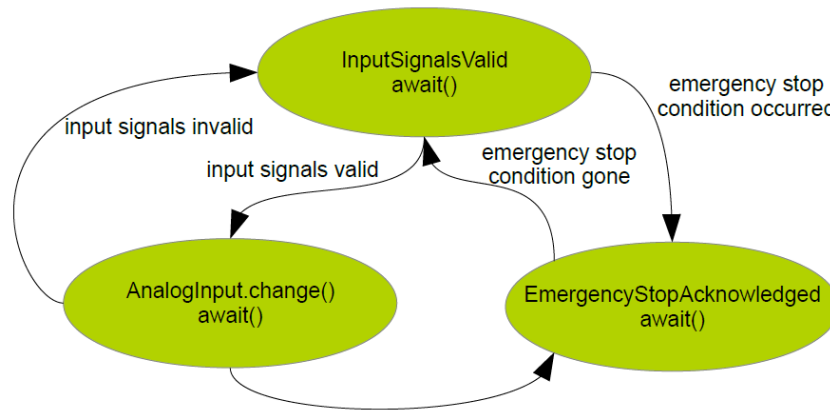 InputSignalsValid
await()
emergency stop
condition occurred
input signals invalid
emergency stop
condition gone
input signals valid
AnalogInput.change()
await()
EmergencyStopAcknowledged
await()